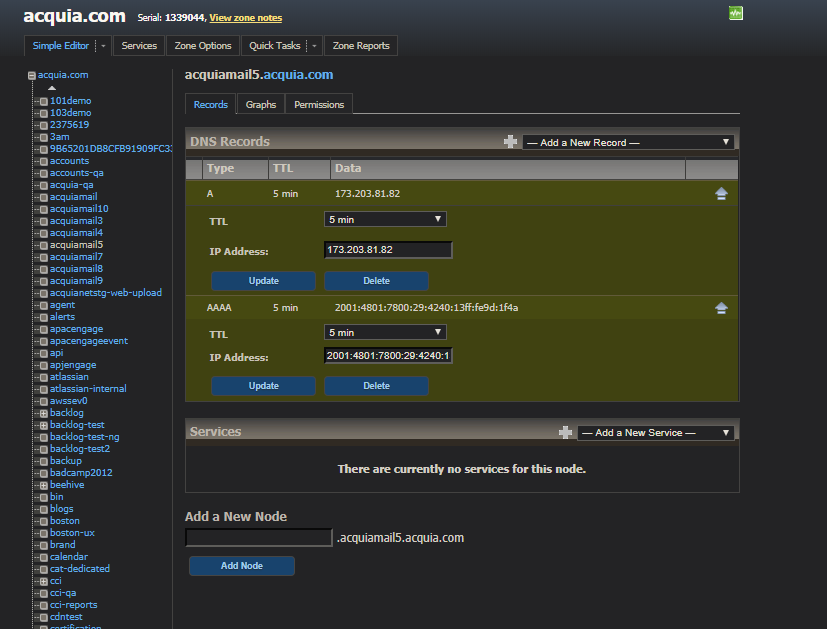 acquia.com Serial: 1339044, View zone notes
Simple Editor Services Zone Options Quick Tasks Zone Reports
acquia.com
101demo
103demo
2375619
3am
9B65201DB8CFB91909FC33
accounts
accounts-qa
acquia-qa
acquiamail
acquiamail10
acquiamail3
acquiamail4
acquiamail5
acquiamail7
acquiamail8
acquiamail9
acquianetstg-web-upload
agent
alerts
apacengage
apacengageevent
api
apjengage
atlassian
atlassian-internal
awssev0
backlog
backlog-test
backlog-test-ng
backlog-test2
backup
badcamp2012
beehive
bin
blogs
boston
boston-ux
brand
calendar
cat-dedicated
cci
cci-qa
cci-reports
cdntest
certification
acquiamail5.acquia.com
Records Graphs Permissions
DNS Records — Add a New Record —
Type TTL Data
A 5 min 173.203.81.82
TTL 5 min
IP Address: 173.203.81.82
Update Delete
AAAA 5 min 2001:4801:7800:29:4240:13ff:fe9d:1f4a
TTL 5 min
IP Address: 2001:4801:7800:29:4240:1
Update Delete
Services — Add a New Service —
There are currently no services for this node.
Add a New Node
.acquiamail5.acquia.com
Add Node